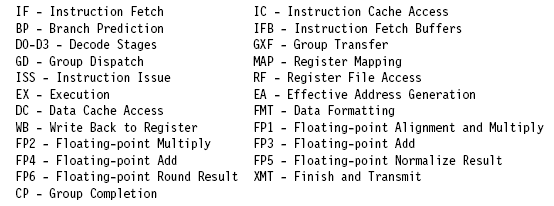 IF - Instruction Fetch IC - Instruction Cache Access
BP - Branch Prediction IFB - Instruction Fetch Buffers
D0-D3 - Decode Stages GXF - Group Transfer
GD - Group Dispatch MAP - Register Mapping
ISS - Instruction Issue RF - Register File Access
EX - Execution EA - Effective Address Generation
DC - Data Cache Access FMT - Data Formatting
WB - Write Back to Register FP1 - Floating-point Alignment and Multiply
FP2 - Floating-point Multiply FP3 - Floating-point Add
FP4 - Floating-point Add FP5 - Floating-point Normalize Result
FP6 - Floating-point Round Result XMT - Finish and Transmit
CP - Group Completion